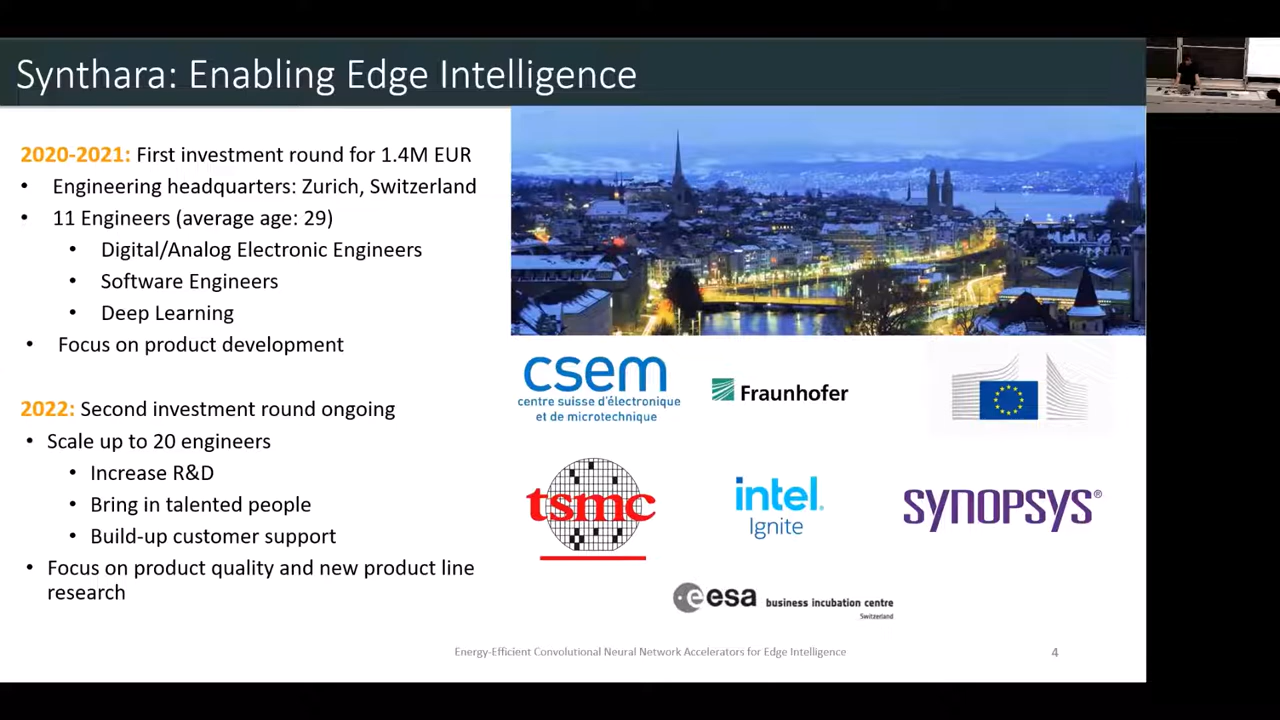 Synthara: Enabling Edge Intelligence
2020-2021: First investment round for 1.4M EUR
• Engineering headquarters: Zurich, Switzerland
• 11 Engineers (average age: 29)
• Digital/Analog Electronic Engineers
• Software Engineers
• Deep Learning
• Focus on product development
2022: Second investment round ongoing
• Scale up to 20 engineers
• Increase R&D
• Bring in talented people
• Build-up customer support
• Focus on product quality and new product line
research
csem
centre suisse d'électronique
et de microtechnique
Fraunhofer
tsmc
intel.
Ignite
SYNOPSYS®
esa business incubation centre
Switzerland
Energy-Efficient Convolutional Neural Network Accelerators for Edge Intelligence
4